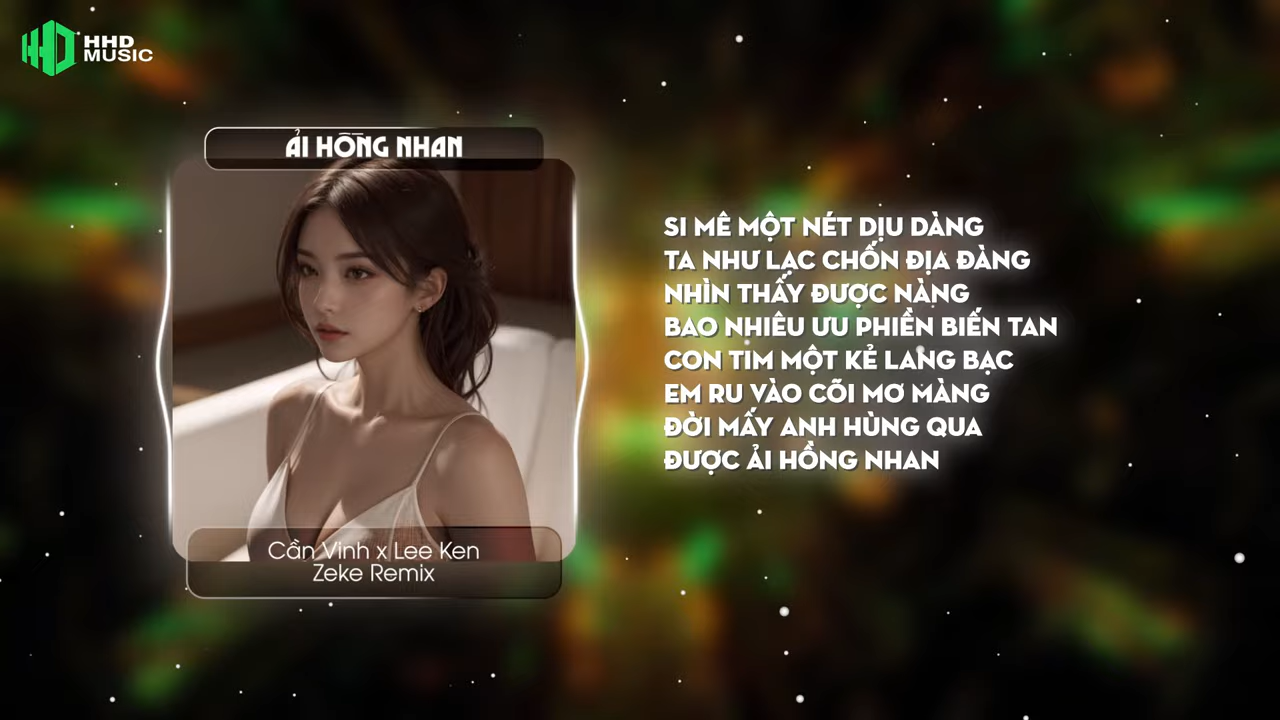 HHD
MUSIC
ẢI HỒNG NHAN
SI MÊ MỘT NÉT DỊU DÀNG
TA NHƯ LẠC CHỐN ĐỊA ĐÀNG
NHÌN THẤY ĐƯỢC NÀNG
BAO NHIÊU ƯU PHIỀN BIẾN TAN
CON TIM MỘT KẺ LANG BẠC
EM RU VÀO CÕI MƠ MÀNG
ĐỜI MẤY ANH HÙNG QUA
ĐƯỢC ẢI HỒNG NHAN
Cần Vinh x Lee Ken
Zeke Remix